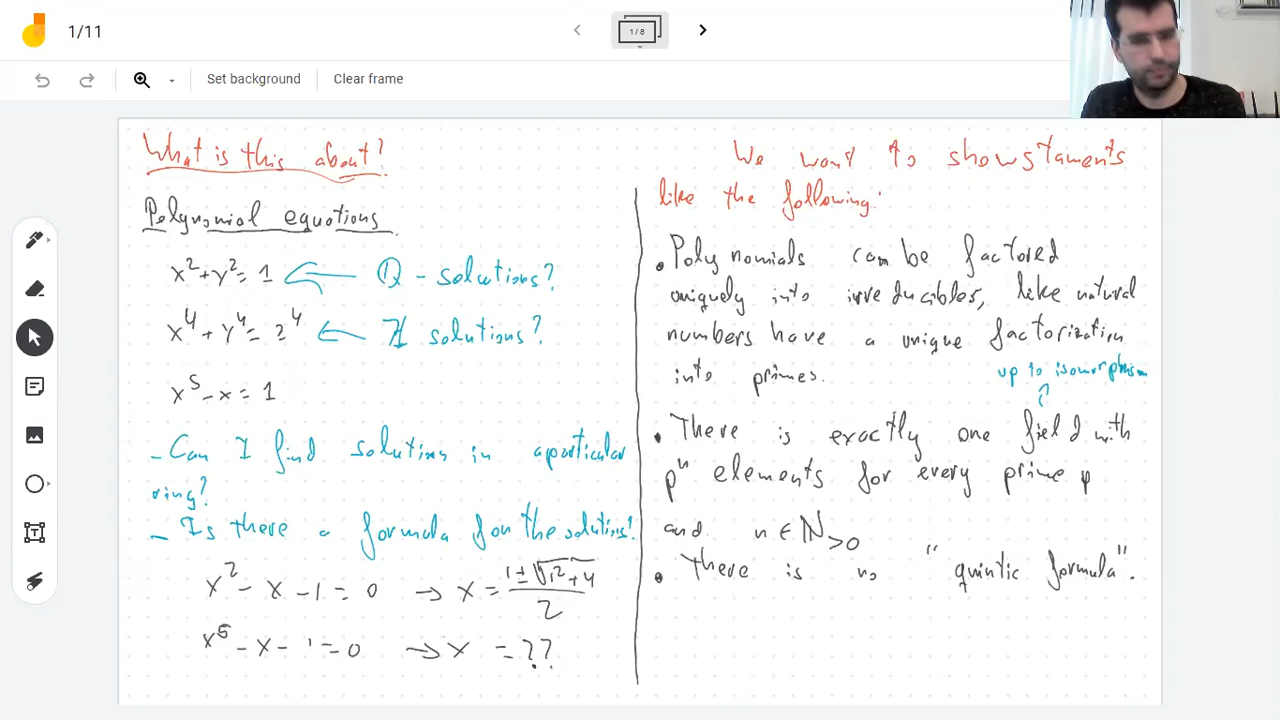 1/11
1/8
Set background
Clear frame
What is this about?
Polynomial equations
x² + y² = 1 ⇐ ℚ - solutions?
x⁴ + y⁴ = z⁴ ⇐ ℤ solutions?
x⁵ - x = 1
- Can I find solutions in a particular
ring?
- Is there a formula for the solutions?
x² - x - 1 = 0 → x = (1 ± √(1² + 4)) / 2
x⁵ - x - 1 = 0 → x = ??
We want to show staments
like the following:
• Polynomials can be factored
uniquely into irreducibles, like natural
numbers have a unique factorization
into primes.
up to isomorphism
• There is exactly one field with
pⁿ elements for every prime p
and n ∈ ℕ>0
• There is no "quintic formula".